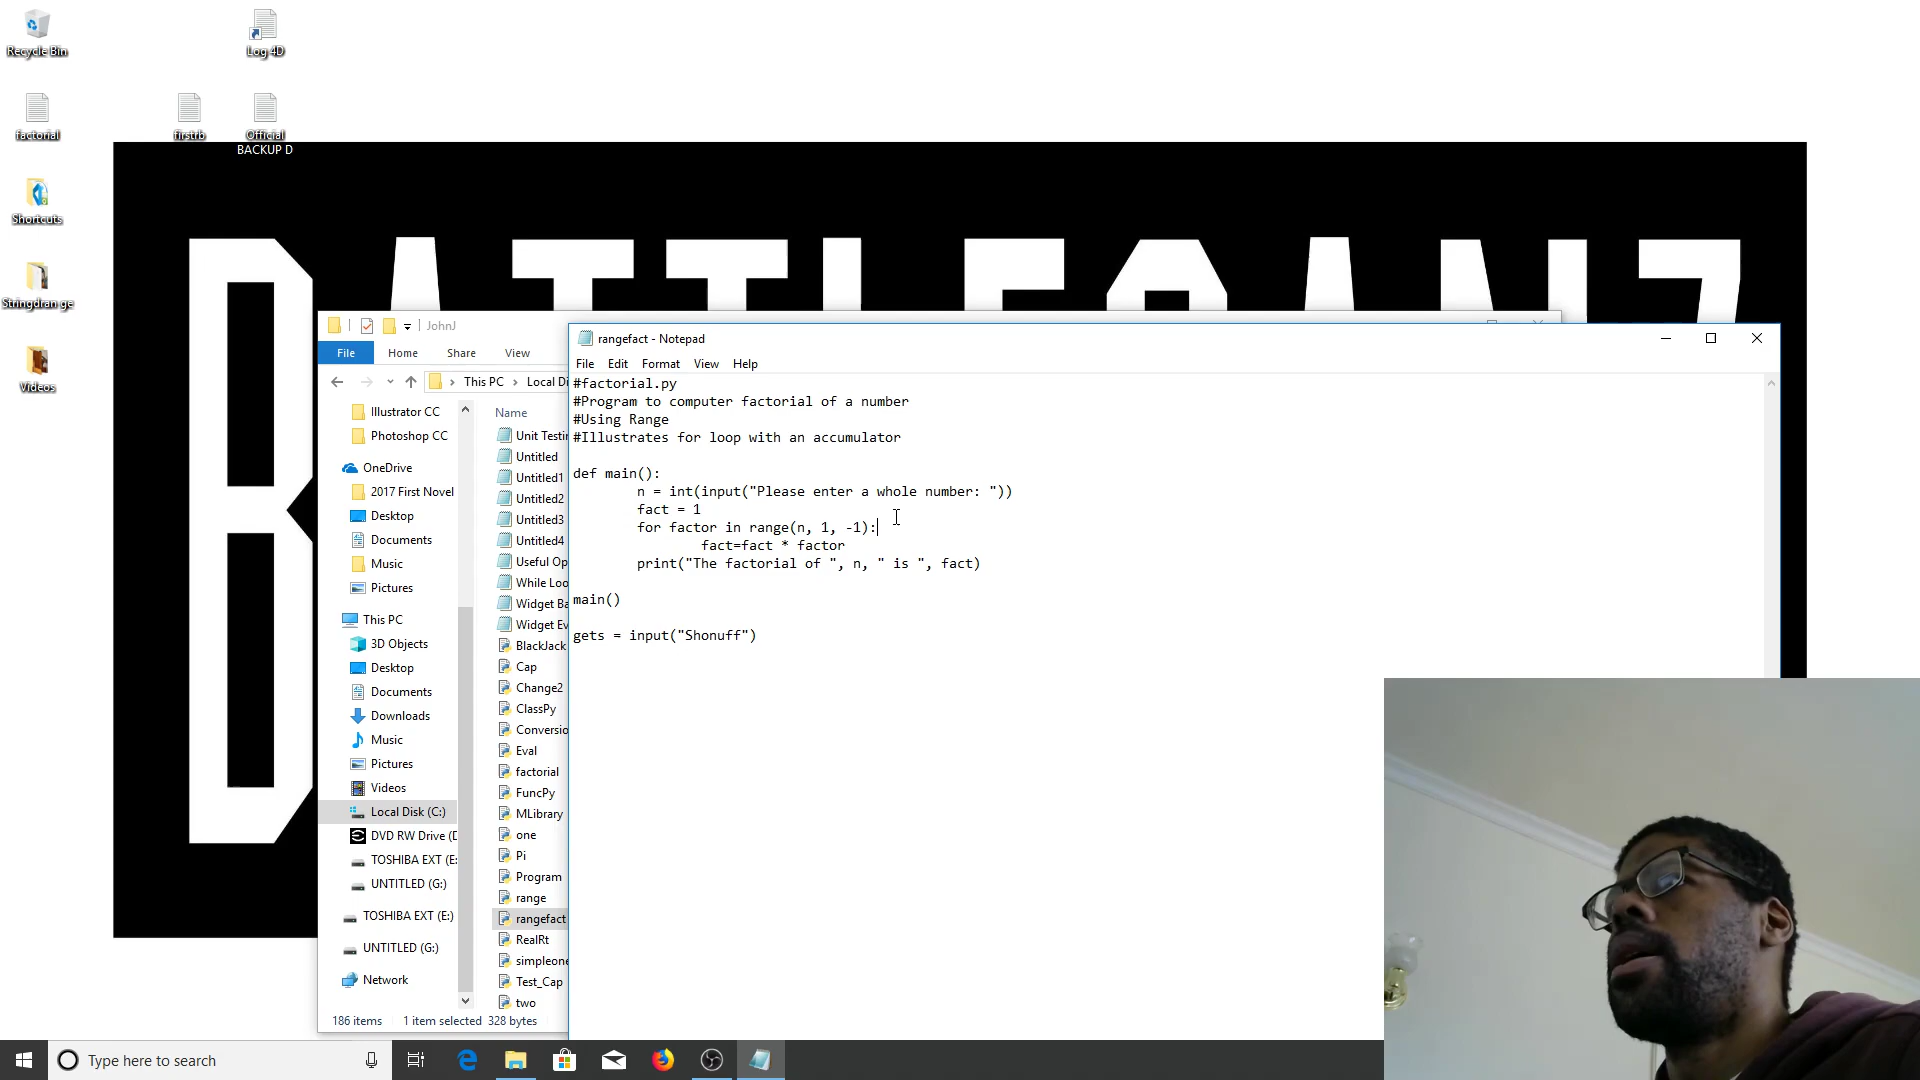 Recycle Bin
Log 4D
factorial
firstrb
Official
BACKUP D
Shortcuts
Stringdran ge
Videos
JohnJ
File
Home
Share
View
This PC
Local Di
Illustrator CC
Photoshop CC
OneDrive
2017 First Novel
Desktop
Documents
Music
Pictures
This PC
3D Objects
Desktop
Documents
Downloads
Music
Pictures
Videos
Local Disk (C:)
DVD RW Drive (D
TOSHIBA EXT (E:
UNTITLED (G:)
TOSHIBA EXT (E:)
UNTITLED (G:)
Network
Name
Unit Testi
Untitled
Untitled1
Untitled2
Untitled3
Untitled4
Useful Op
While Loo
Widget Ba
Widget Ev
BlackJack
Cap
Change2
ClassPy
Conversio
Eval
factorial
FuncPy
MLibrary
one
Pi
Program
range
rangefact
RealRt
simpleone
Test_Cap
two
186 items
1 item selected 328 bytes
rangefact - Notepad
File Edit Format View Help
#factorial.py
#Program to computer factorial of a number
#Using Range
#Illustrates for loop with an accumulator
def main():
n = int(input("Please enter a whole number: "))
fact = 1
for factor in range(n, 1, -1):
fact=fact * factor
print("The factorial of ", n, " is ", fact)
main()
gets = input("Shonuff")
Type here to search